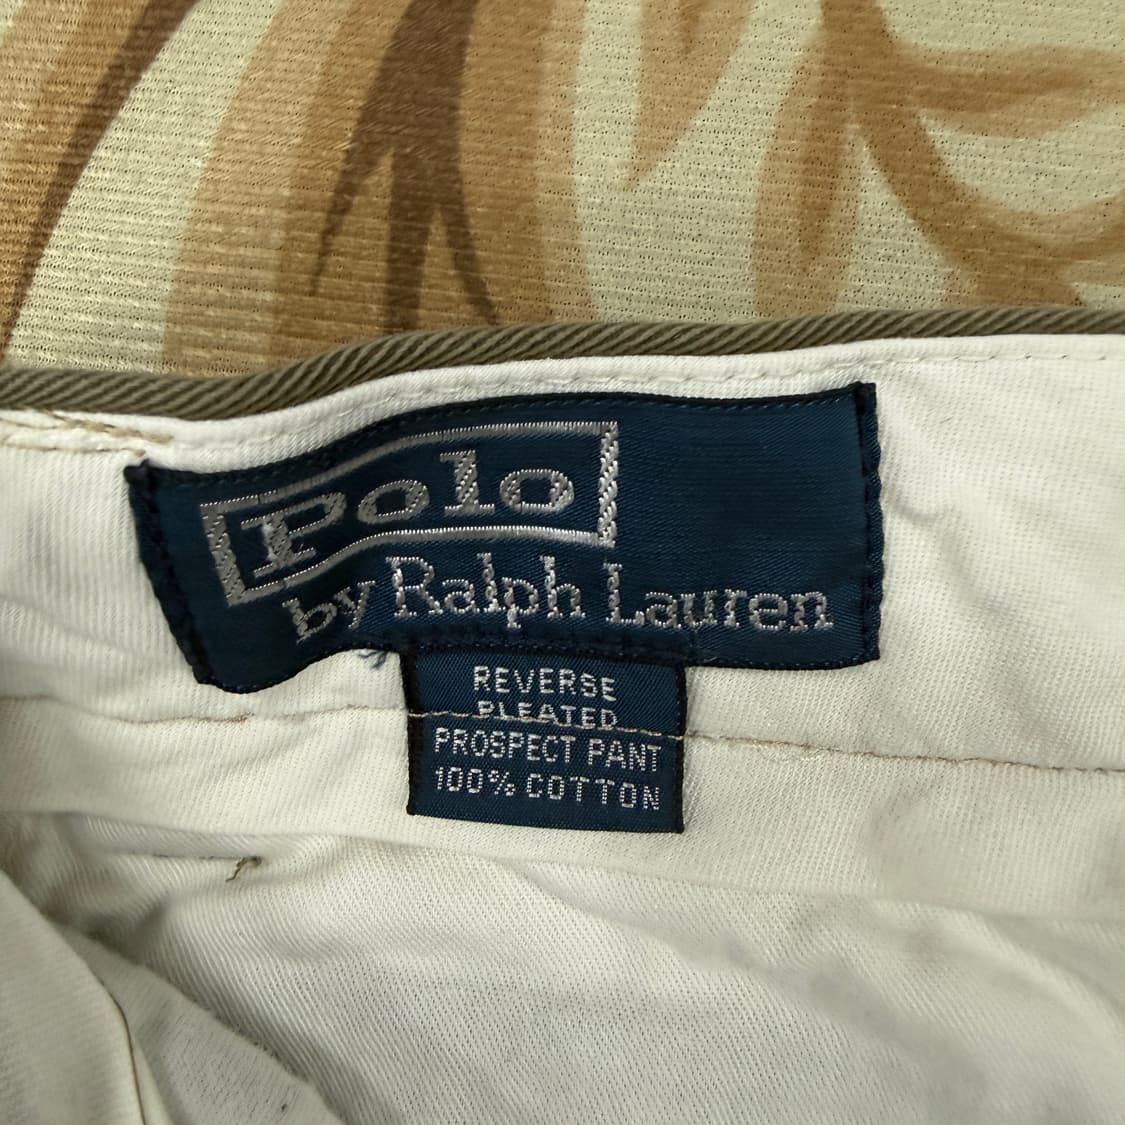 Polo
by Ralph Lauren
REVERSE
PLEATED
PROSPECT PANT
100% COTTON